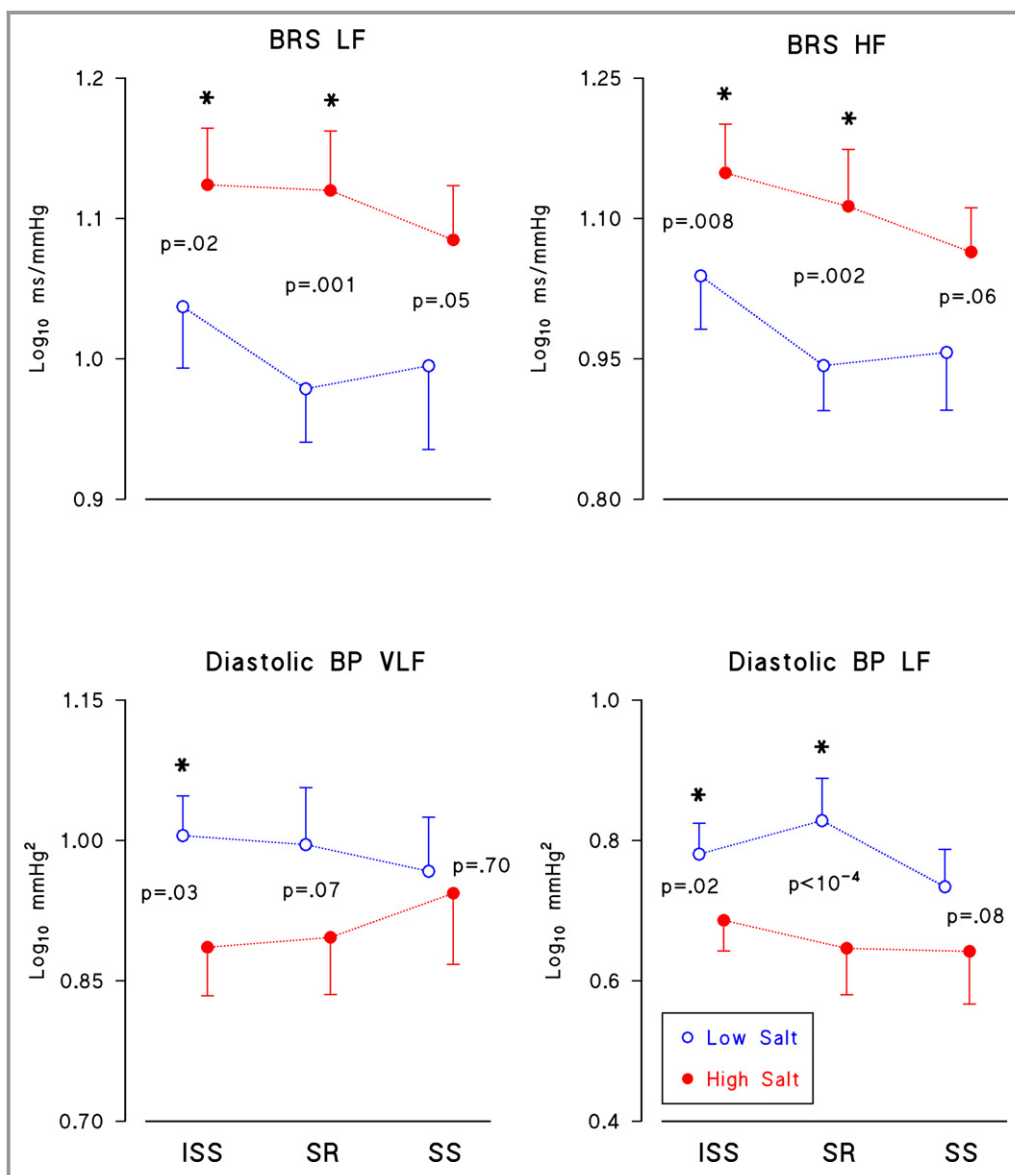 BRS LF
Log₁₀ ms/mmHg
1.2
1.1
1.0
0.9
* *
p=.02
p=.001
p=.05
BRS HF
Log₁₀ ms/mmHg
1.25
1.10
0.95
0.80
* *
p=.008
p=.002
p=.06
Diastolic BP VLF
Log₁₀ mmHg²
1.15
1.00
0.85
0.70
*
p=.03
p=.07
p=.70
ISS SR SS
Diastolic BP LF
1.0
0.8
0.6
0.4
* *
p=.02
p<10⁻⁴
p=.08
Low Salt
High Salt
ISS SR SS